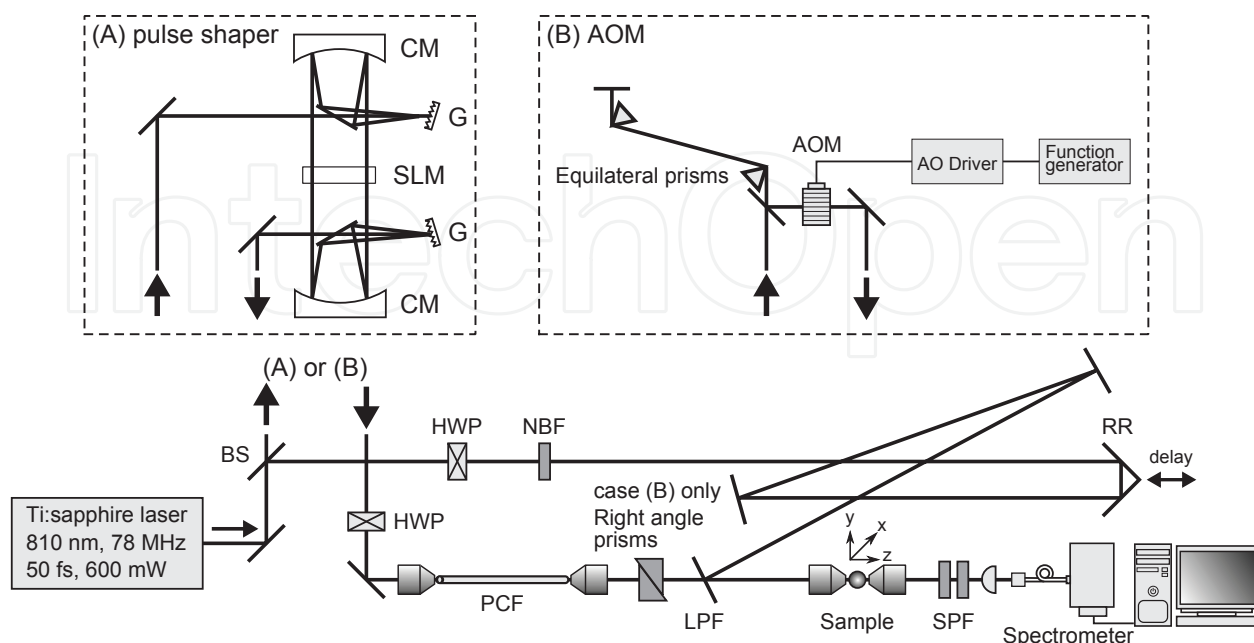 (A) pulse shaper
CM
G
SLM
G
CM
(B) AOM
AOM
AO Driver
Function
generator
Equilateral prisms
IntechOpen
(A) or (B)
BS
HWP
NBF
RR
delay
case (B) only
Right angle
prisms
HWP
Ti:sapphire laser
810 nm, 78 MHz
50 fs, 600 mW
y
x
z
PCF
LPF
Sample
SPF
Spectrometer